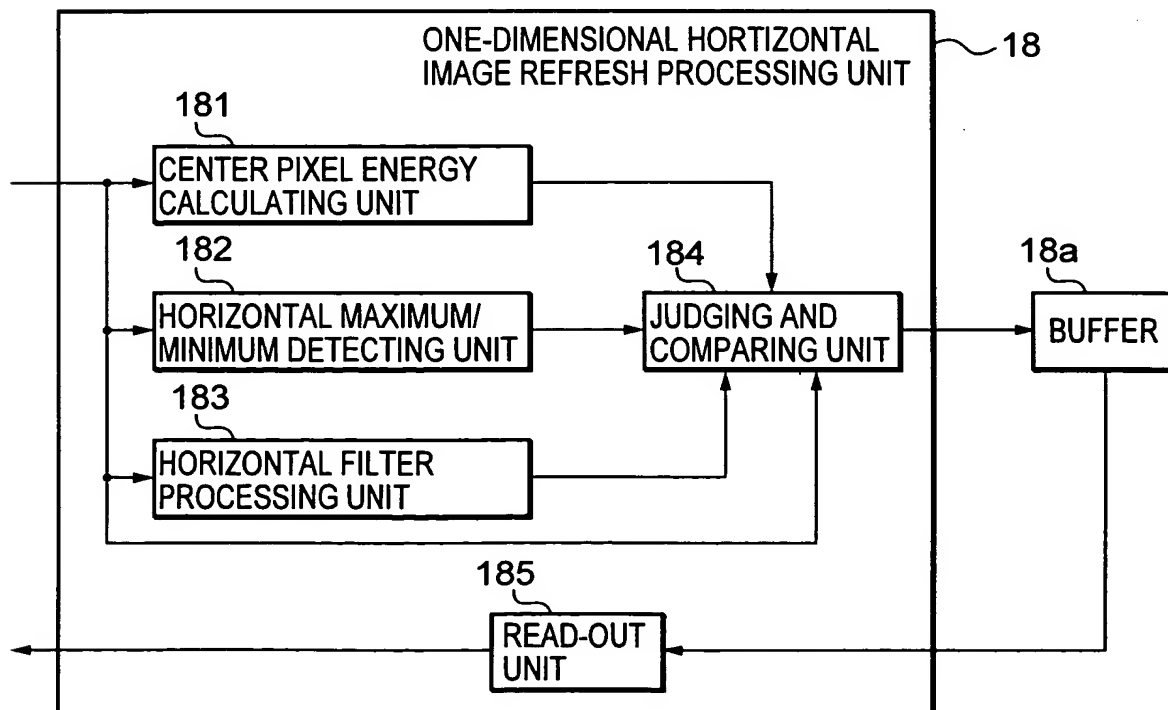 ONE-DIMENSIONAL HORTIZONTAL
IMAGE REFRESH PROCESSING UNIT
18
181
CENTER PIXEL ENERGY
CALCULATING UNIT
182
HORIZONTAL MAXIMUM/
MINIMUM DETECTING UNIT
184
JUDGING AND
COMPARING UNIT
18a
BUFFER
183
HORIZONTAL FILTER
PROCESSING UNIT
185
READ-OUT
UNIT